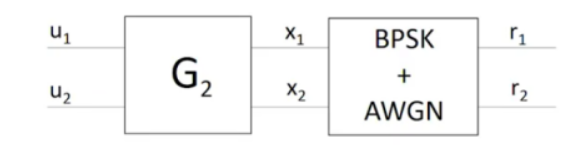 u₁ x₁ BPSK r₁
G₂ +
u₂ x₂ AWGN r₂